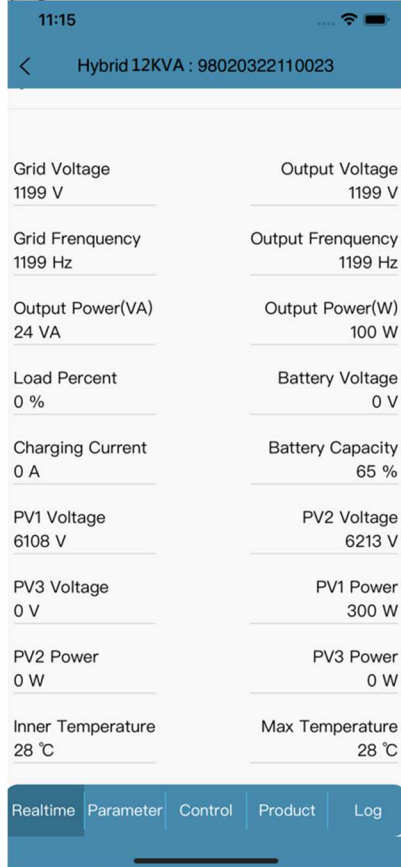 11:15
Hybrid 12KVA : 98020322110023
Grid Voltage Output Voltage
1199 V 1199 V
Grid Frenquency Output Frenquency
1199 Hz 1199 Hz
Output Power(VA) Output Power(W)
24 VA 100 W
Load Percent Battery Voltage
0 % 0 V
Charging Current Battery Capacity
0 A 65 %
PV1 Voltage PV2 Voltage
6108 V 6213 V
PV3 Voltage PV1 Power
0 V 300 W
PV2 Power PV3 Power
0 W 0 W
Inner Temperature Max Temperature
28 ℃ 28 ℃
Realtime Parameter Control Product Log